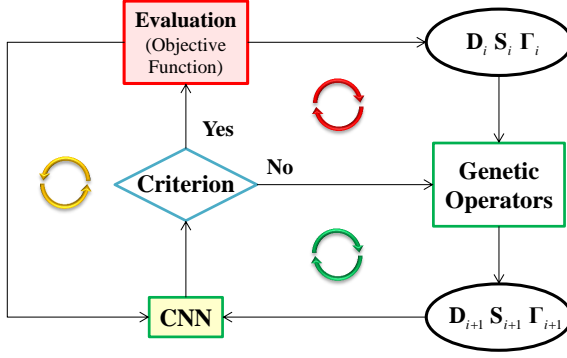 Evaluation
(Objective
Function)
D_i S_i Γ_i
Yes
No
Criterion
Genetic
Operators
CNN
D_{i+1} S_{i+1} Γ_{i+1}